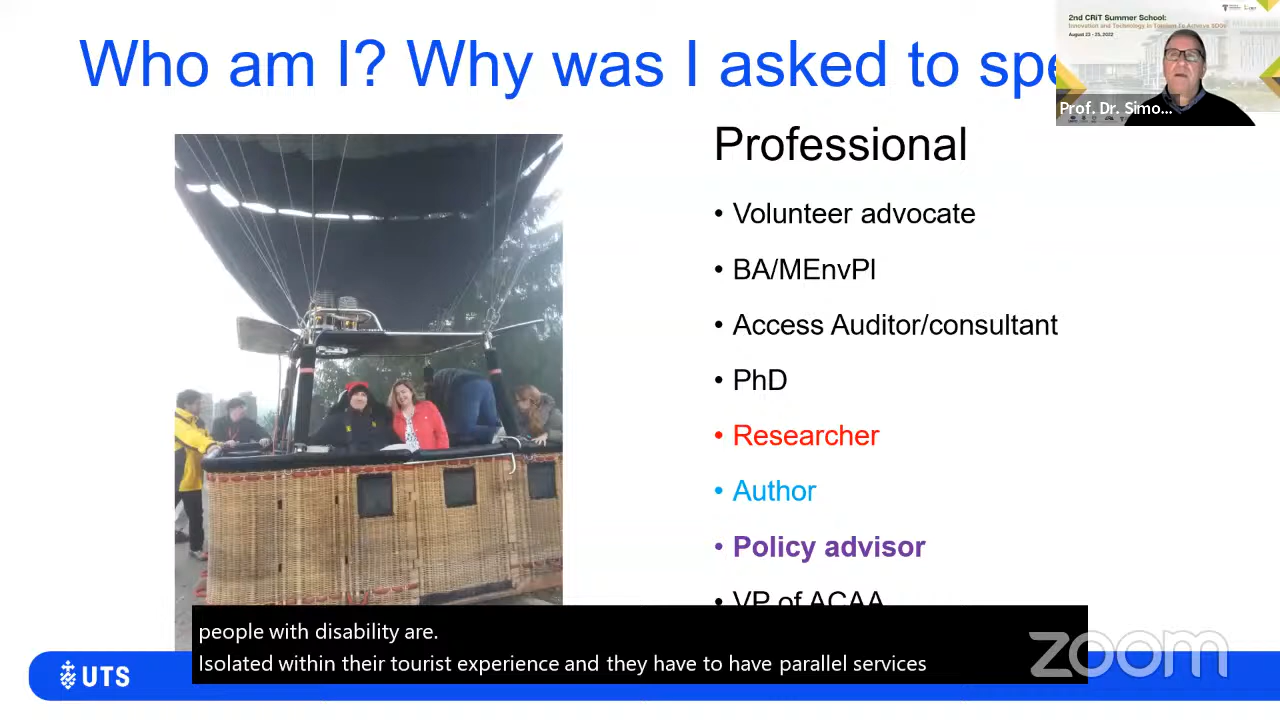 Who am I? Why was I asked to spe
2nd CRiT Summer School:
Innovation and Technology in Tourism To Achieve SDGs
August 23 - 25, 2022
Prof. Dr. Simo...
Professional
• Volunteer advocate
• BA/MEnvPl
• Access Auditor/consultant
• PhD
• Researcher
• Author
• Policy advisor
• VP of ACAA
people with disability are.
Isolated within their tourist experience and they have to have parallel services
UTS
zoom